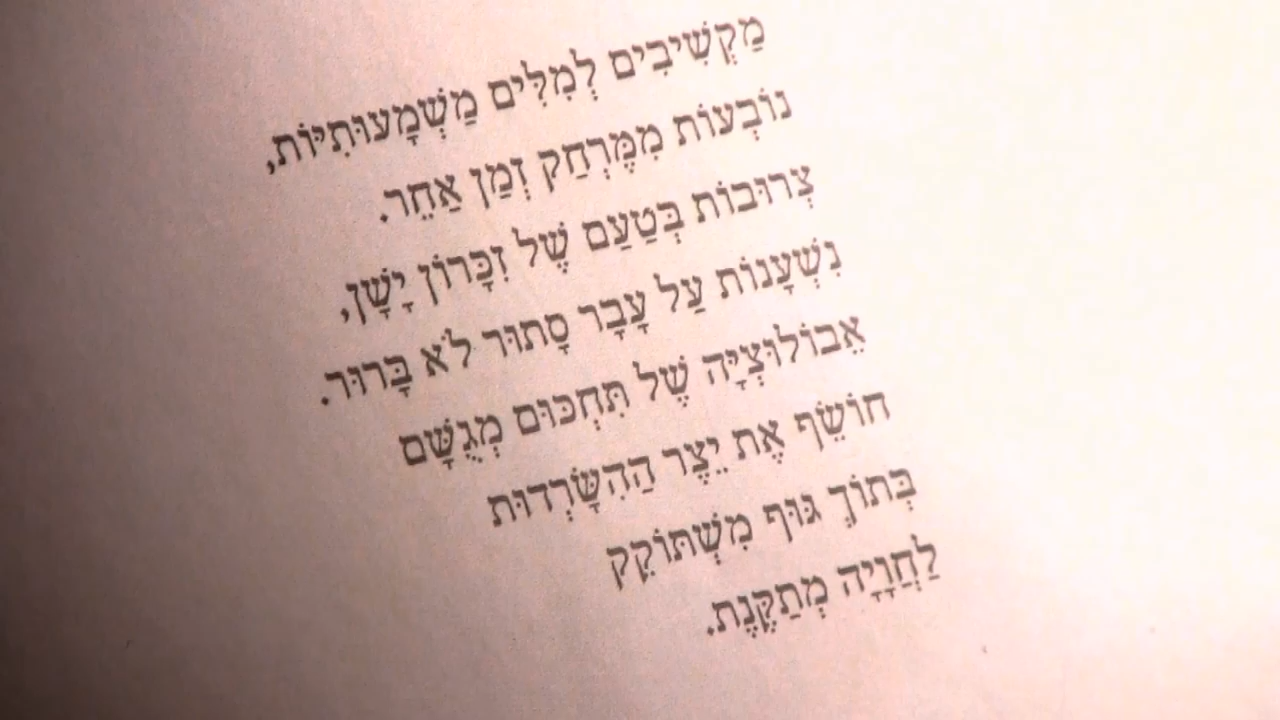 מַקְשִׁיבִים לְמִלִּים מַשְׁמָעוּתִיּוֹת,
נוֹבְעוֹת מִמֶּרְחַק זְמַן אַחֵר.
צְרוּבוֹת בְּטַעַם שֶׁל זִכָּרוֹן יָשָׁן,
נִשְׁעָנוֹת עַל עָבָר סָתוּר לֹא בָּרוּר.
אֵבוֹלוּצְיָּה שֶׁל תִּחְכּוּם מְגֻשָּׁם
חוֹשֵׂף אֶת יֵצֶר הַהִשָּׂרְדוּת
בְּתוֹךְ גּוּף מִשְׁתּוֹקֵק
לַחֲוָיָה מְתַקֶּנֶת.